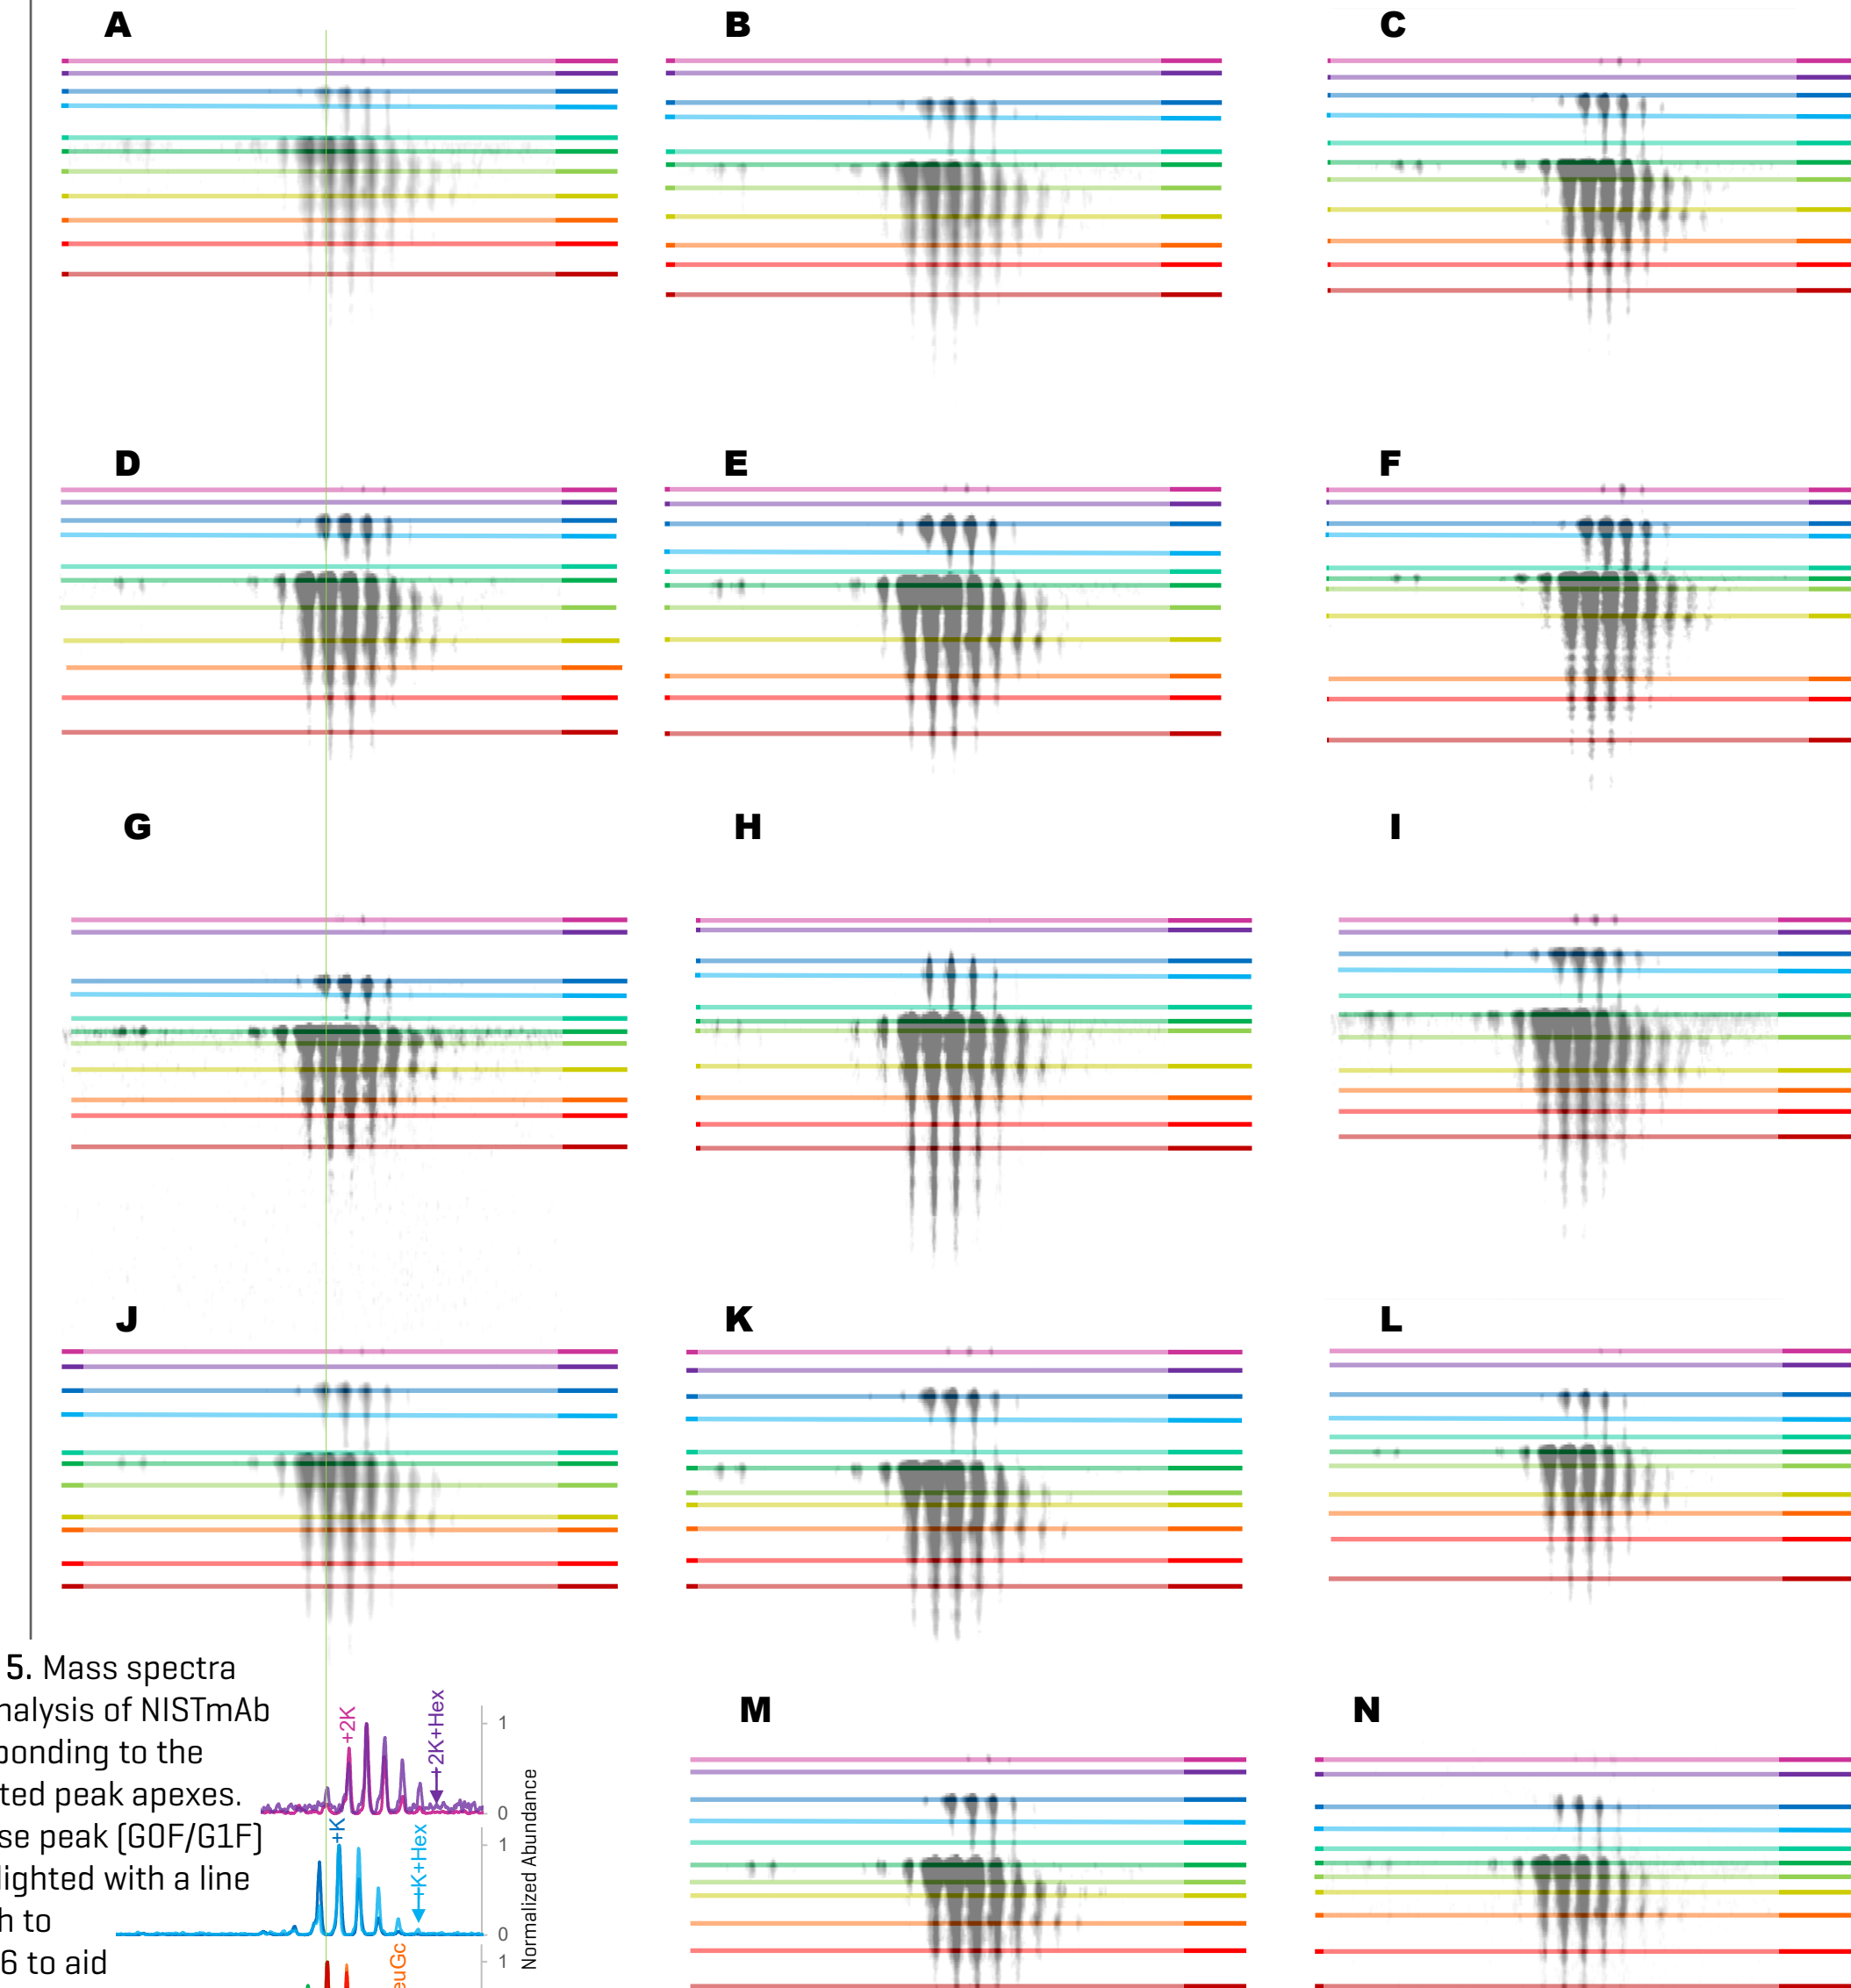 A
B
C
D
E
F
G
H
I
J
K
L
M
N
5. Mass spectra
nalysis of NISTmAb
ponding to the
ted peak apexes.
se peak (G0F/G1F)
lighted with a line
h to
6 to aid
+2K
+2K+Hex
1
0
+K
+K+Hex
1
0
Normalized Abundance
euGc
1